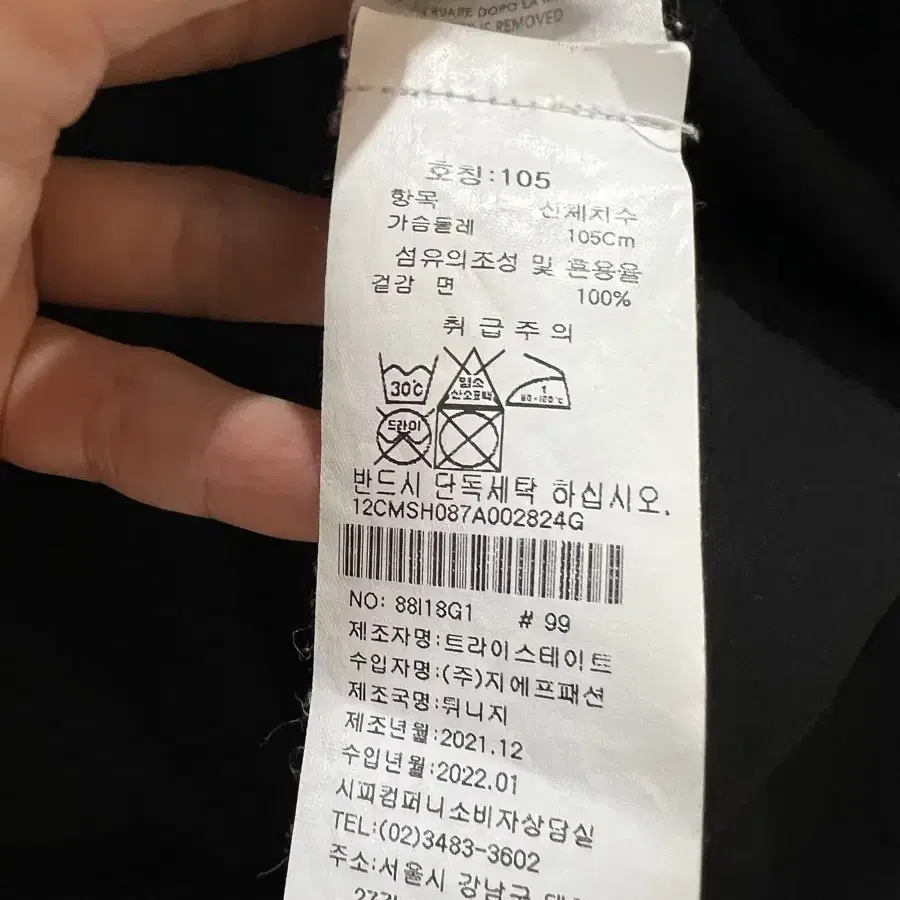 DOPO LA
REMOVED
호칭:105
항목 신체치수
가슴둘레 105Cm
섬유의조성 및 혼용율
겉감 면 100%
취 급 주 의
30℃ 염소 1
산소표백 80-120℃
드라이
반드시 단독세탁 하십시오.
12CMSH087A002824G
NO: 88I18G1 # 99
제조자명:트라이스테이트
수입자명:(주)지에프패션
제조국명:튀니지
제조년월:2021.12
수입년월:2022.01
시피컴퍼니소비자상담실
TEL:(02)3483-3602
주소:서울시 강남구